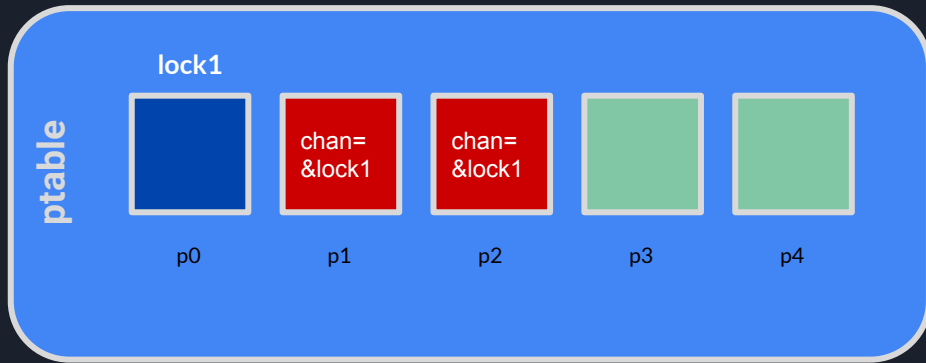 lock1
ptable
chan=
&lock1
chan=
&lock1
p0
p1
p2
p3
p4